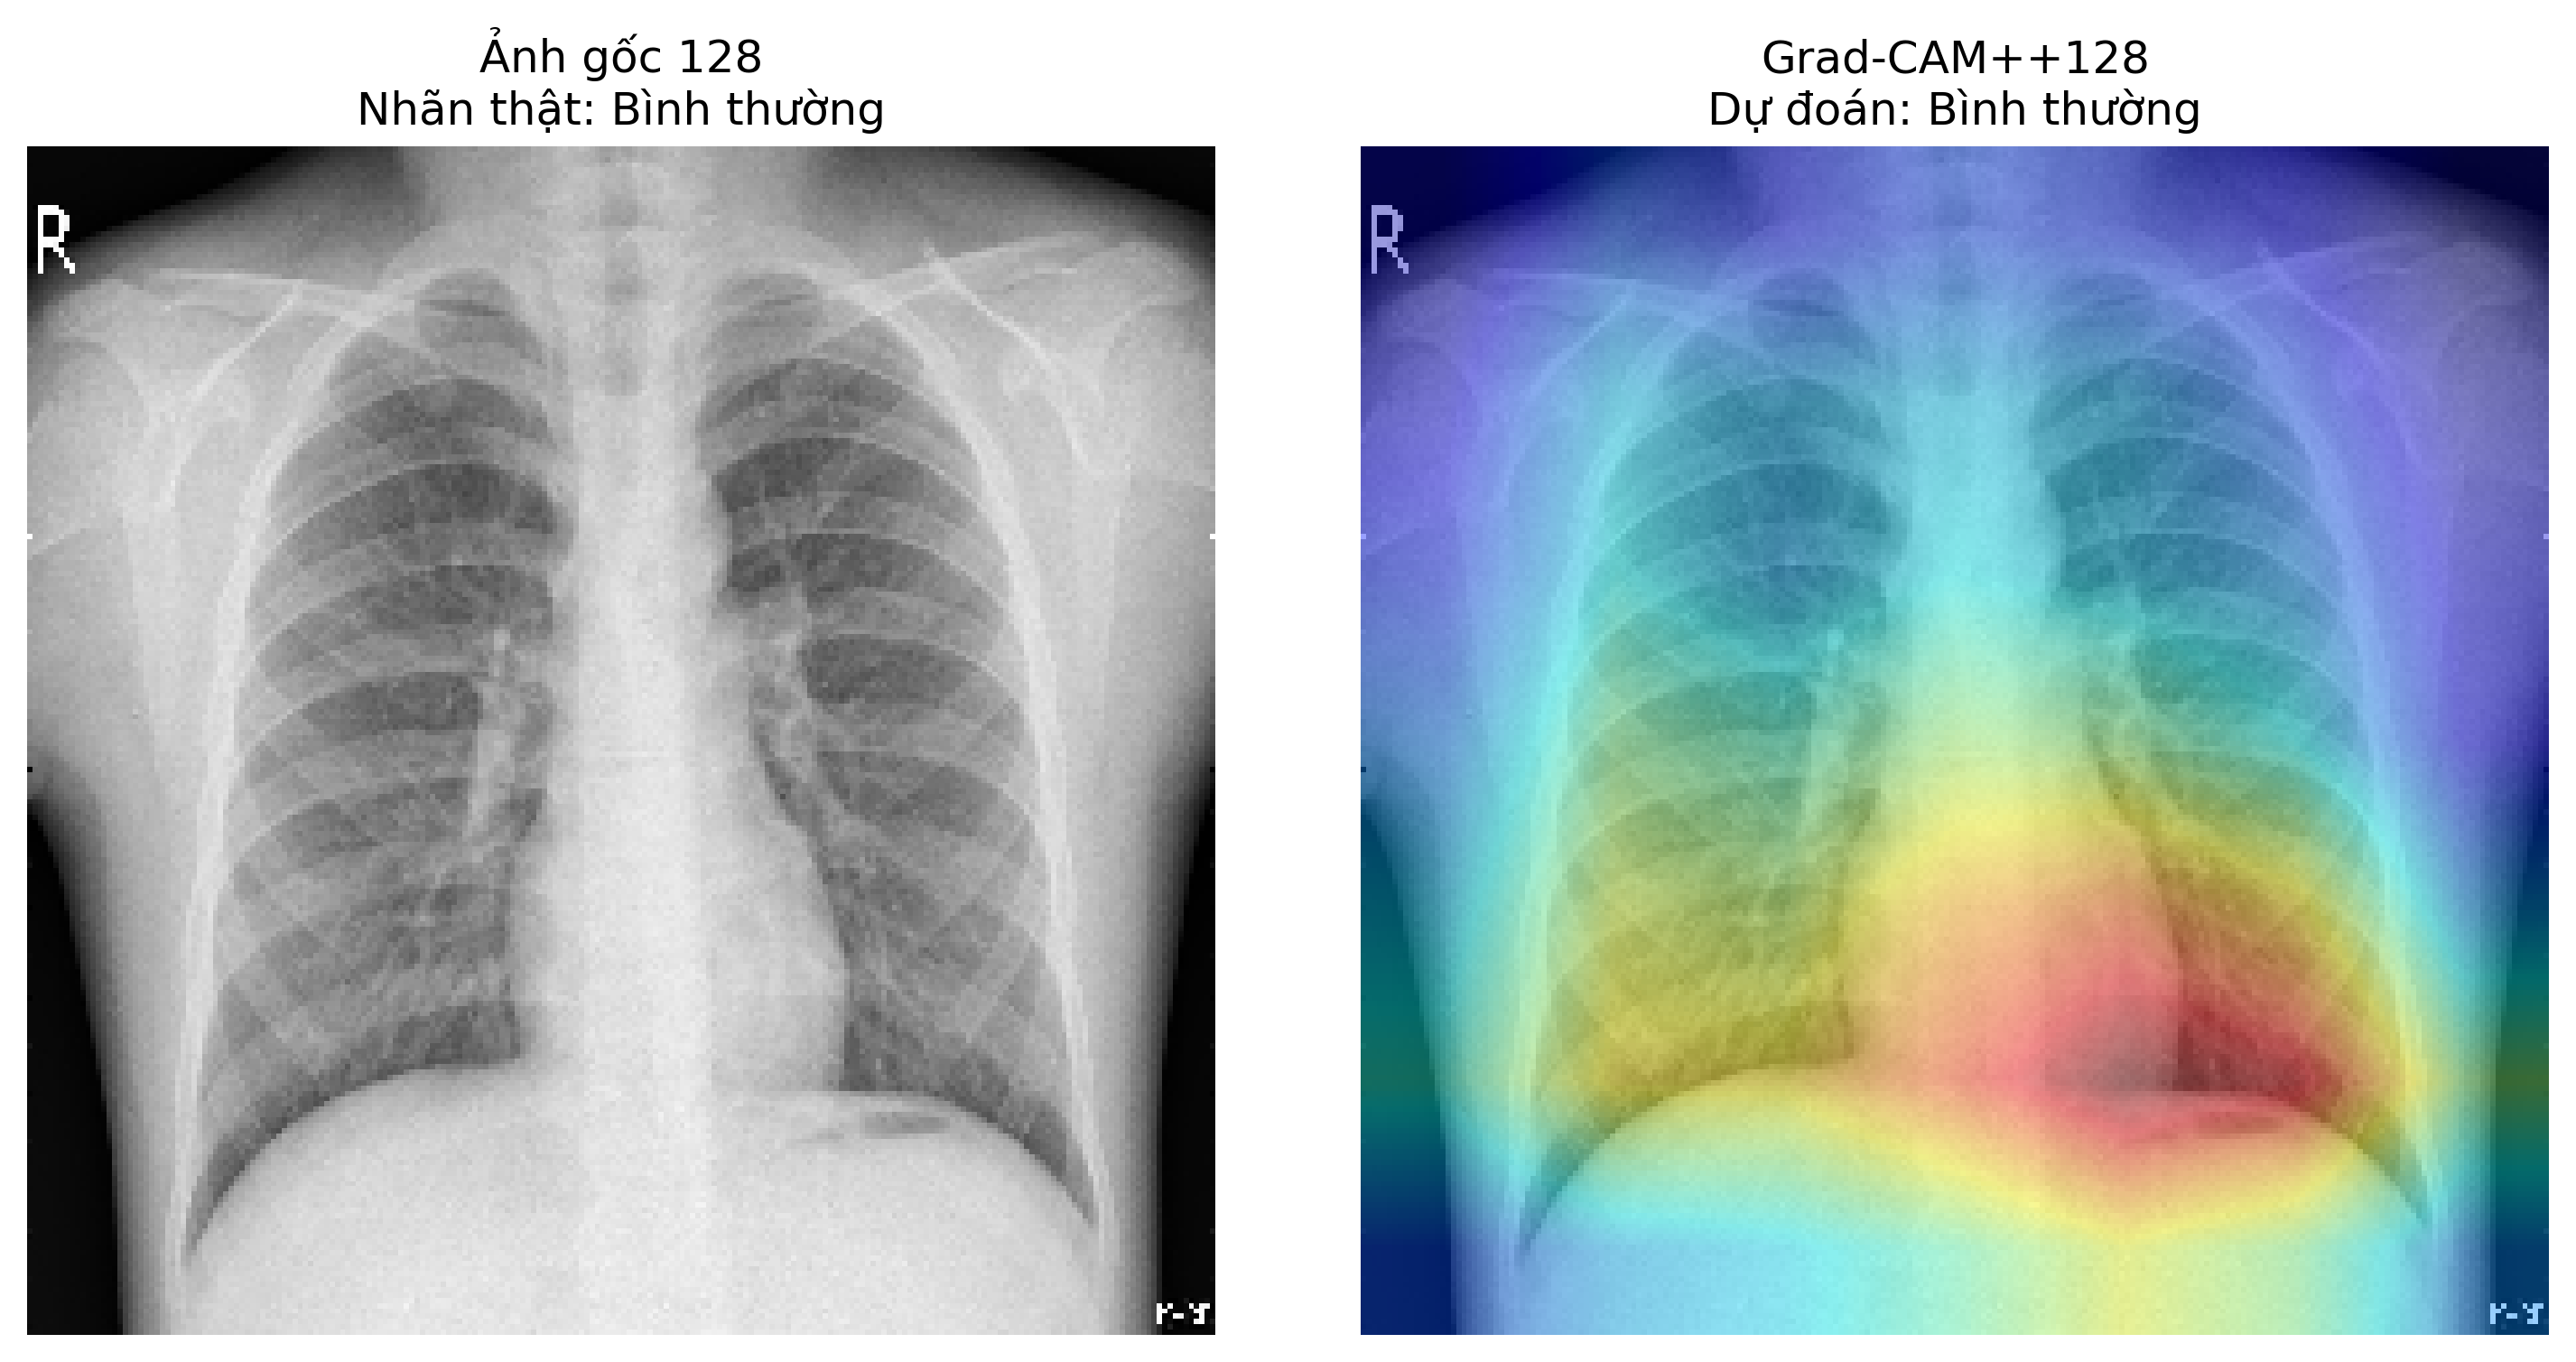 Ảnh gốc 128
Nhãn thật: Bình thường
Grad-CAM++128
Dự đoán: Bình thường
R
R